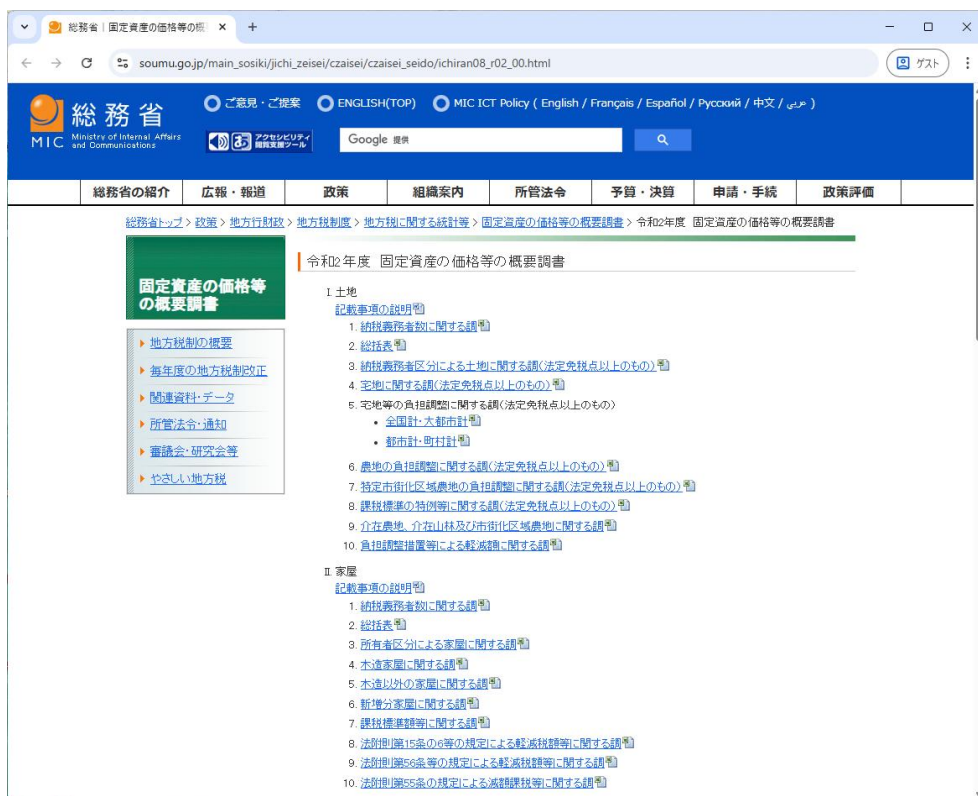 総務省｜固定資産の価格等の概
soumu.go.jp/main_sosiki/jichi_zeisei/czaisei/czaisei_seido/ichiran08_r02_00.html
ゲスト
総務省
MIC Ministry of Internal Affairs and Communications
ご意見・ご提案 ENGLISH(TOP) MIC ICT Policy ( English / Français / Español / Русский / 中文 / عربي )
アクセシビリティ閲覧支援ツール
Google 提供
総務省の紹介 広報・報道 政策 組織案内 所管法令 予算・決算 申請・手続 政策評価
総務省トップ > 政策 > 地方行財政 > 地方税制度 > 地方税に関する統計等 > 固定資産の価格等の概要調書 > 令和2年度 固定資産の価格等の概要調書
固定資産の価格等
の概要調書
地方税制の概要
毎年度の地方税制改正
関連資料・データ
所管法令・通知
審議会・研究会等
やさしい地方税
令和2年度 固定資産の価格等の概要調書
I 土地
記載事項の説明
1. 納税義務者数に関する調
2. 総括表
3. 納税義務者区分による土地に関する調(法定免税点以上のもの)
4. 宅地に関する調(法定免税点以上のもの)
5. 宅地等の負担調整に関する調(法定免税点以上のもの)
• 全国計・大都市計
• 都市計・町村計
6. 農地の負担調整に関する調(法定免税点以上のもの)
7. 特定市街化区域農地の負担調整に関する調(法定免税点以上のもの)
8. 課税標準の特例等に関する調(法定免税点以上のもの)
9. 介在農地、介在山林及び市街化区域農地に関する調
10. 負担調整措置等による軽減額に関する調
II 家屋
記載事項の説明
1. 納税義務者数に関する調
2. 総括表
3. 所有者区分による家屋に関する調
4. 木造家屋に関する調
5. 木造以外の家屋に関する調
6. 新増分家屋に関する調
7. 課税標準額等に関する調
8. 法附則第15条の6等の規定による軽減税額等に関する調
9. 法附則第56条等の規定による軽減税額等に関する調
10. 法附則第55条の規定による減額課税等に関する調